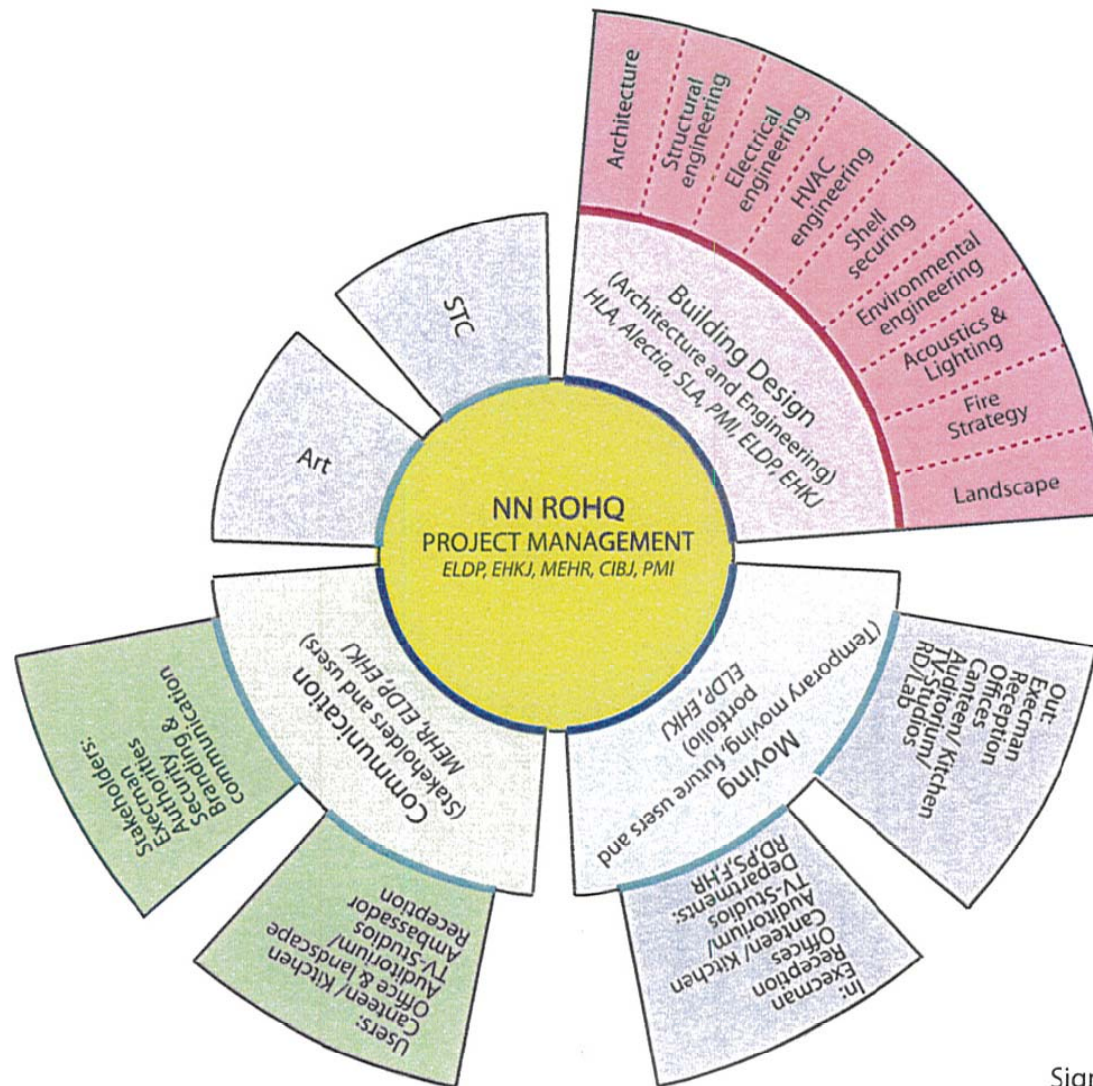 Architecture
Structural
engineering
Electrical
engineering
HVAC
engineering
Shell
securing
Environmental
engineering
Acoustics &
Lighting
Fire
Strategy
Landscape
Building Design
(Architecture and Engineering)
HLA, Alectia, SLA, PMI, ELDP, EHKJ
STC
Art
NN ROHQ
PROJECT MANAGEMENT
ELDP, EHKJ, MEHR, CIBJ, PMI
Communication
(Stakeholders and users)
MEHR, ELDP, EHKJ
Stakeholders:
Execman
Authorities
Security
Branding &
communication
Users:
Canteen/ Kitchen
Office & landscape
Auditorium/
TV-Studios
Ambassador
Reception
Moving
(Temporary moving, future users and
portfolio)
ELDP, EHKJ
Out:
Execman
Reception
Offices
Canteen/ Kitchen
Auditorium/
TV-Studios
RD/Lab
In:
Execman
Reception
Offices
Canteen/ Kitchen
Auditorium/
TV-Studios
Departments:
RD,PS,F,HR